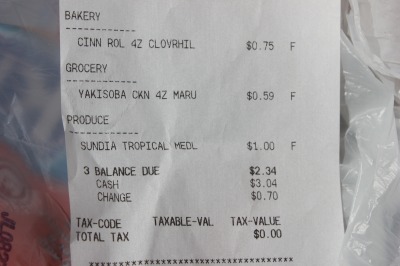 BAKERY
------------
CINN ROL 4Z CLOVRHIL $0.75 F
GROCERY
------------
YAKISOBA CKN 4Z MARU $0.59 F
PRODUCE
------------
SUNDIA TROPICAL MEDL $1.00 F
3 BALANCE DUE $2.34
CASH $3.04
CHANGE $0.70
TAX-CODE TAXABLE-VAL TAX-VALUE
TOTAL TAX $0.00
********************************